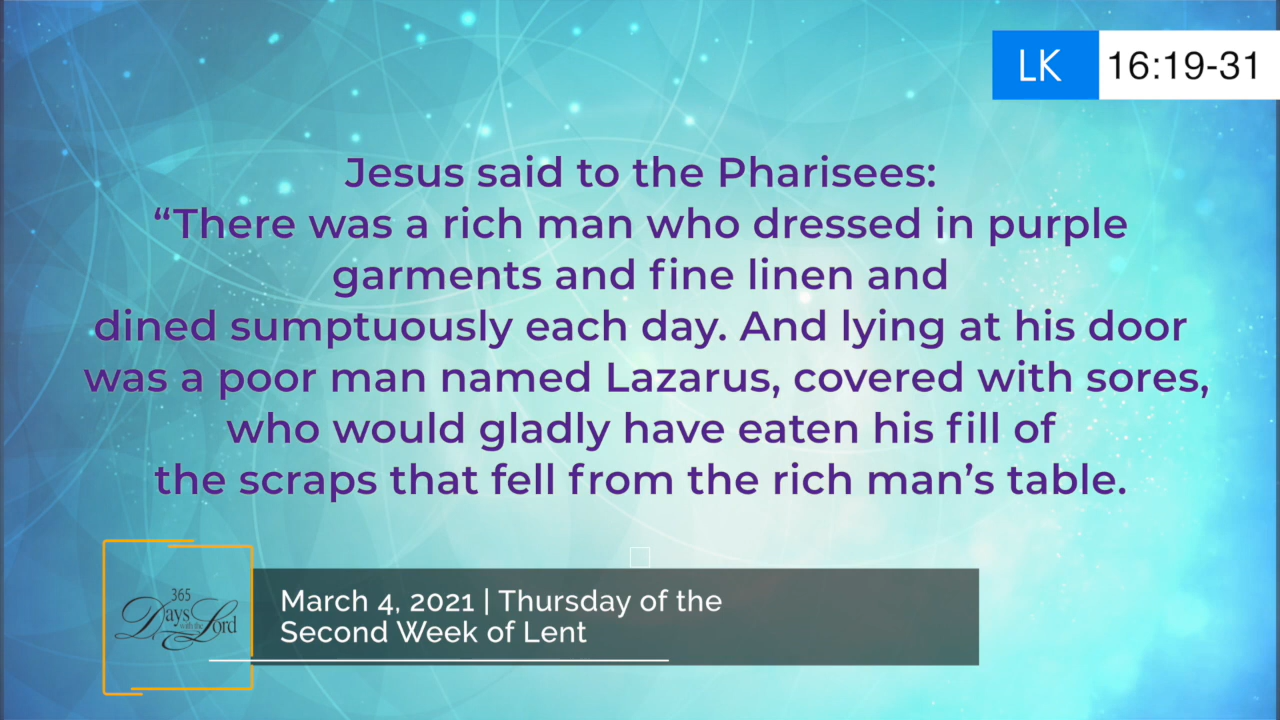 LK 16:19-31
Jesus said to the Pharisees:
“There was a rich man who dressed in purple
garments and fine linen and
dined sumptuously each day. And lying at his door
was a poor man named Lazarus, covered with sores,
who would gladly have eaten his fill of
the scraps that fell from the rich man’s table.
365
Days with the Lord
March 4, 2021 | Thursday of the
Second Week of Lent